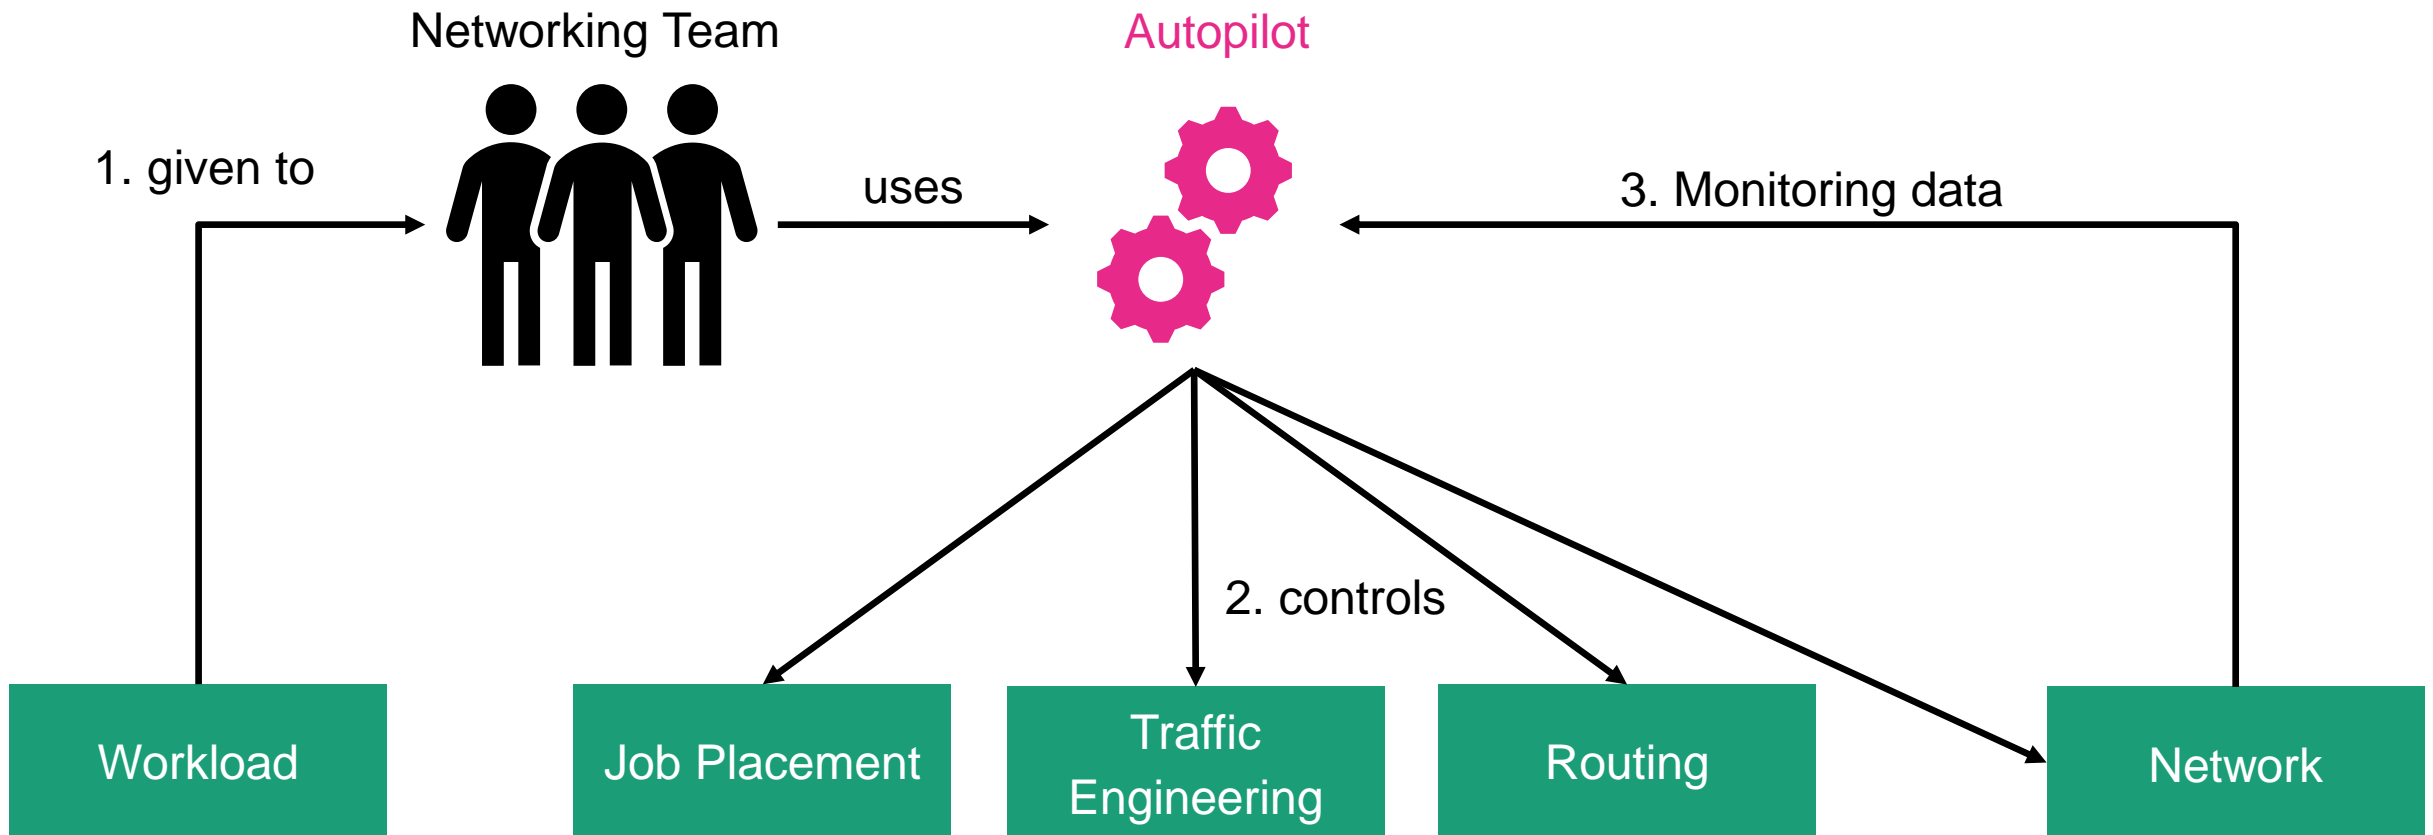 Networking Team
Autopilot
1. given to
uses
3. Monitoring data
2. controls
Workload
Job Placement
Traffic
Engineering
Routing
Network